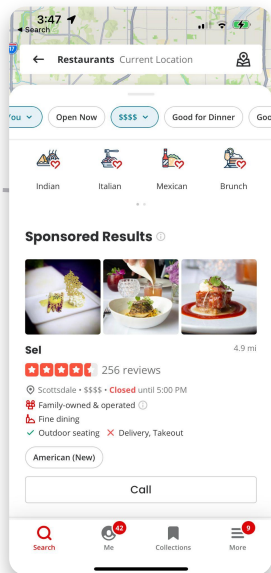 3:47
Search
17
Restaurants Current Location
You
Open Now
$$$$
Good for Dinner
Goo
Indian
Italian
Mexican
Brunch
Sponsored Results
Sel
4.9 mi
256 reviews
Scottsdale • $$$$ • Closed until 5:00 PM
Family-owned & operated
Fine dining
Outdoor seating Delivery, Takeout
American (New)
Call
42
9
Search
Me
Collections
More